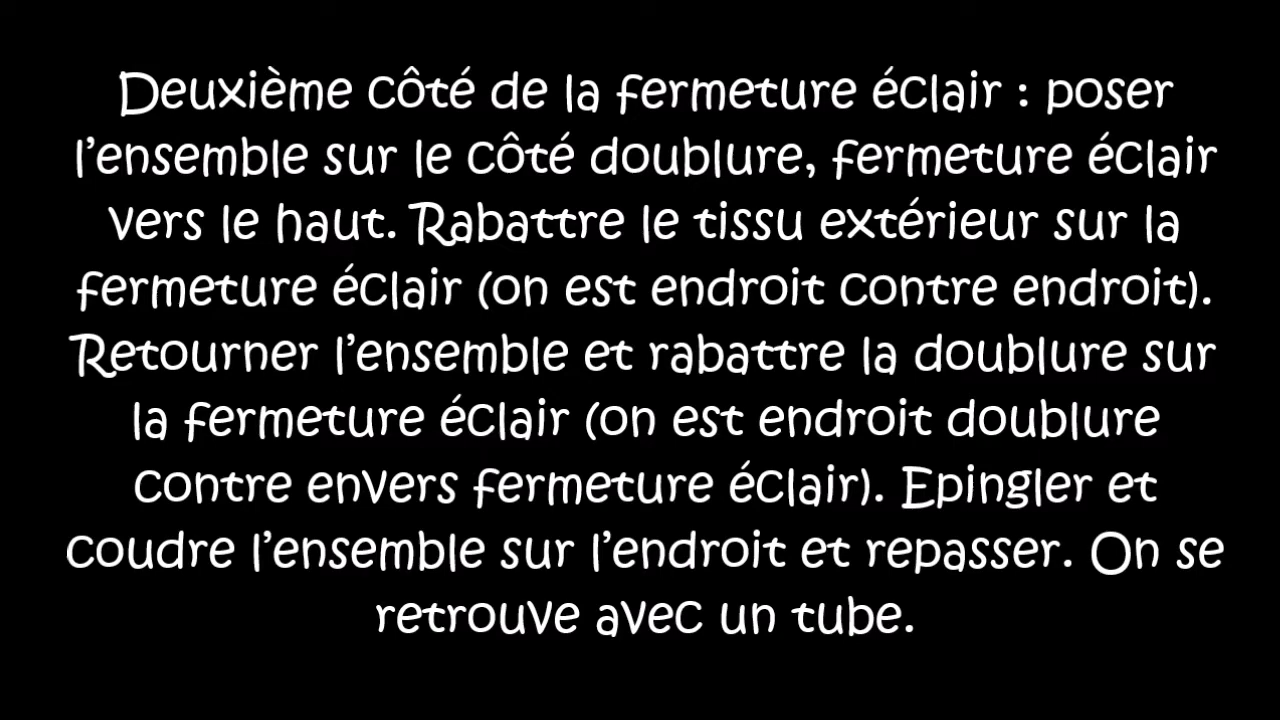 Deuxième côté de la fermeture éclair : poser
l’ensemble sur le côté doublure, fermeture éclair
vers le haut. Rabattre le tissu extérieur sur la
fermeture éclair (on est endroit contre endroit).
Retourner l’ensemble et rabattre la doublure sur
la fermeture éclair (on est endroit doublure
contre envers fermeture éclair). Epingler et
coudre l’ensemble sur l’endroit et repasser. On se
retrouve avec un tube.